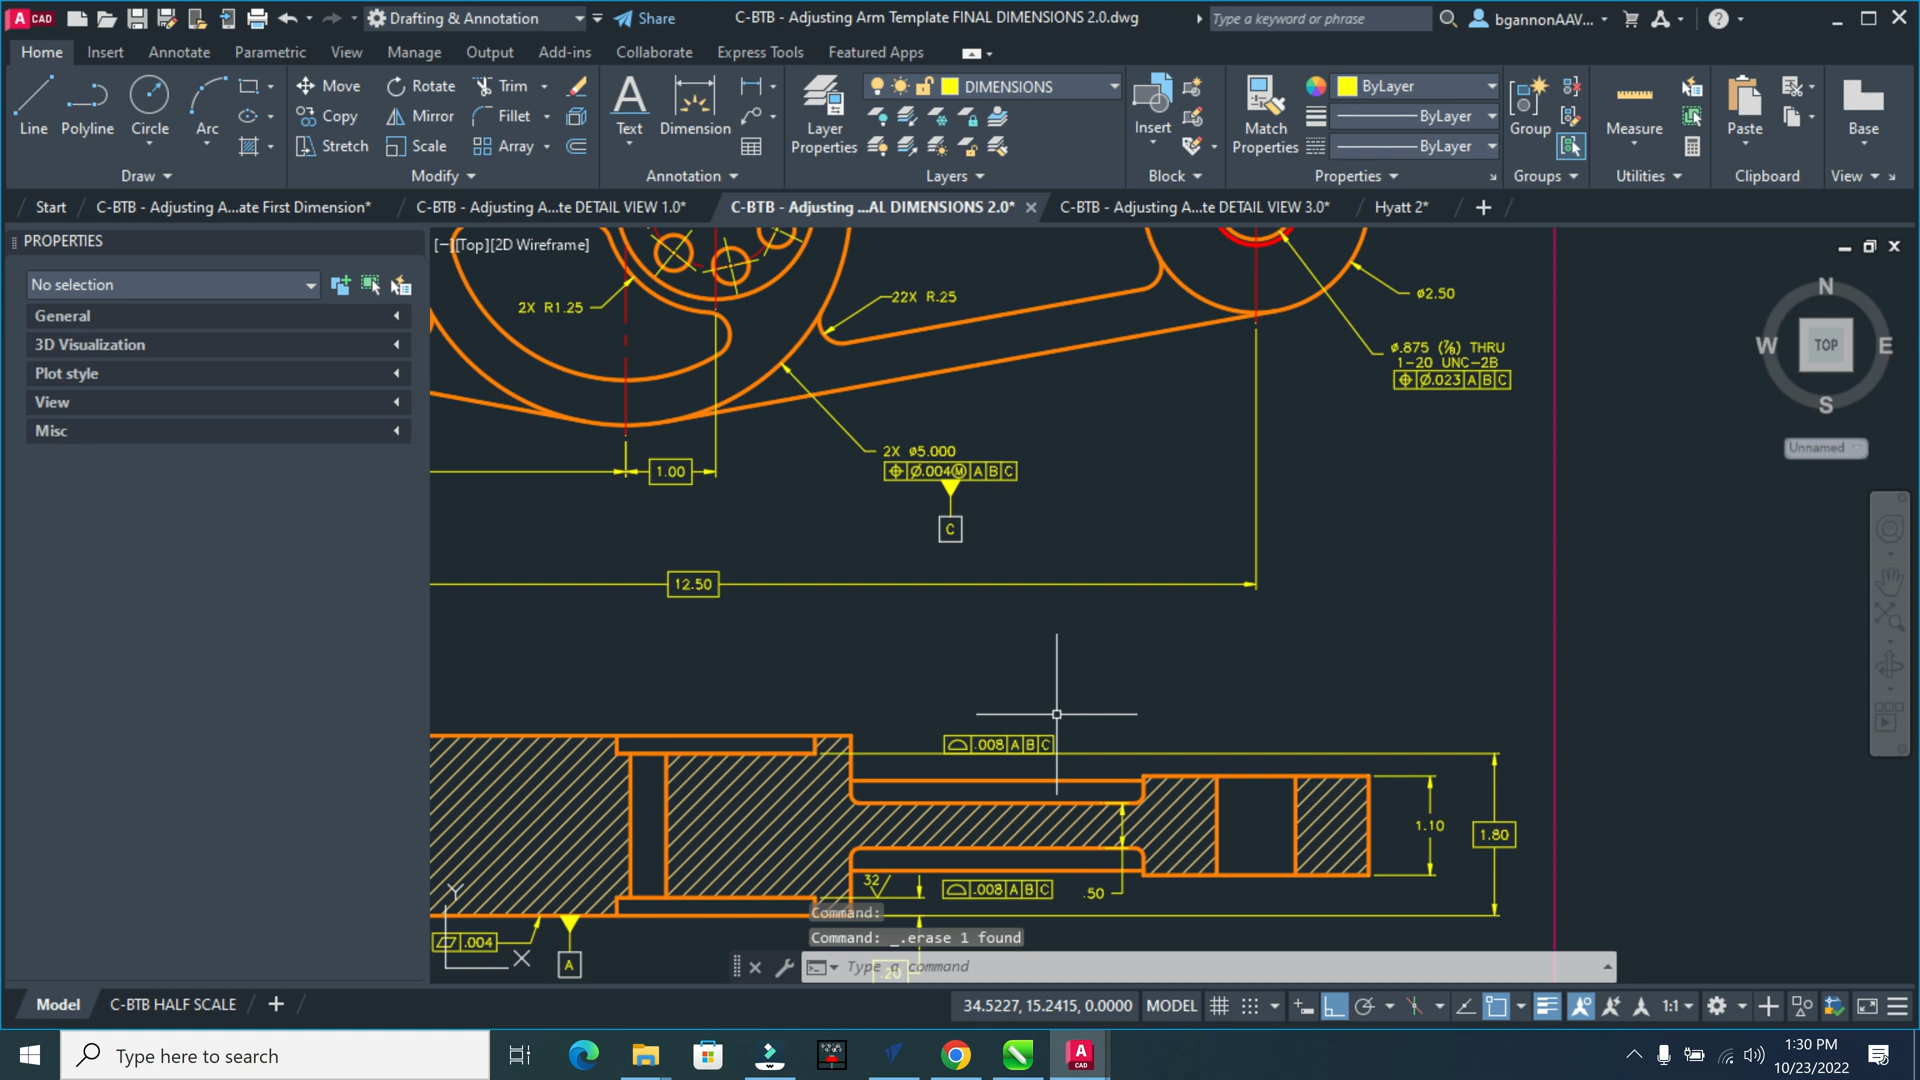 A CAD
Drafting & Annotation
Share
C-BTB - Adjusting Arm Template FINAL DIMENSIONS 2.0.dwg
Type a keyword or phrase
bgannonAAV...
Home Insert Annotate Parametric View Manage Output Add-ins Collaborate Express Tools Featured Apps
Line Polyline Circle Arc
Move Rotate Trim
Copy Mirror Fillet
Stretch Scale Array
Text Dimension
Layer Properties
DIMENSIONS
Insert
Match Properties
ByLayer
ByLayer
ByLayer
Group
Measure
Paste
Base
Draw Modify Annotation Layers Block Properties Groups Utilities Clipboard View
Start C-BTB - Adjusting A...ate First Dimension* C-BTB - Adjusting A...te DETAIL VIEW 1.0* C-BTB - Adjusting ...AL DIMENSIONS 2.0* C-BTB - Adjusting A...te DETAIL VIEW 3.0* Hyatt 2*
PROPERTIES
No selection
General
3D Visualization
Plot style
View
Misc
[−][Top][2D Wireframe]
N
W TOP E
S
Unnamed
2X R1.25
22X R.25
ø2.50
ø.875 (⅞) THRU
1-20 UNC-2B
⌖ Ø.023 A B C
2X ø5.000
⌖ Ø.004Ⓜ A B C
C
1.00
12.50
⌓ .008 A B C
1.10
1.80
32
⌓ .008 A B C
.50
▱ .004
A
.20
Y
X
Command:
Command: _.erase 1 found
Type a command
Model C-BTB HALF SCALE
34.5227, 15.2415, 0.0000 MODEL 1:1
Type here to search
A CAD
1:30 PM
10/23/2022